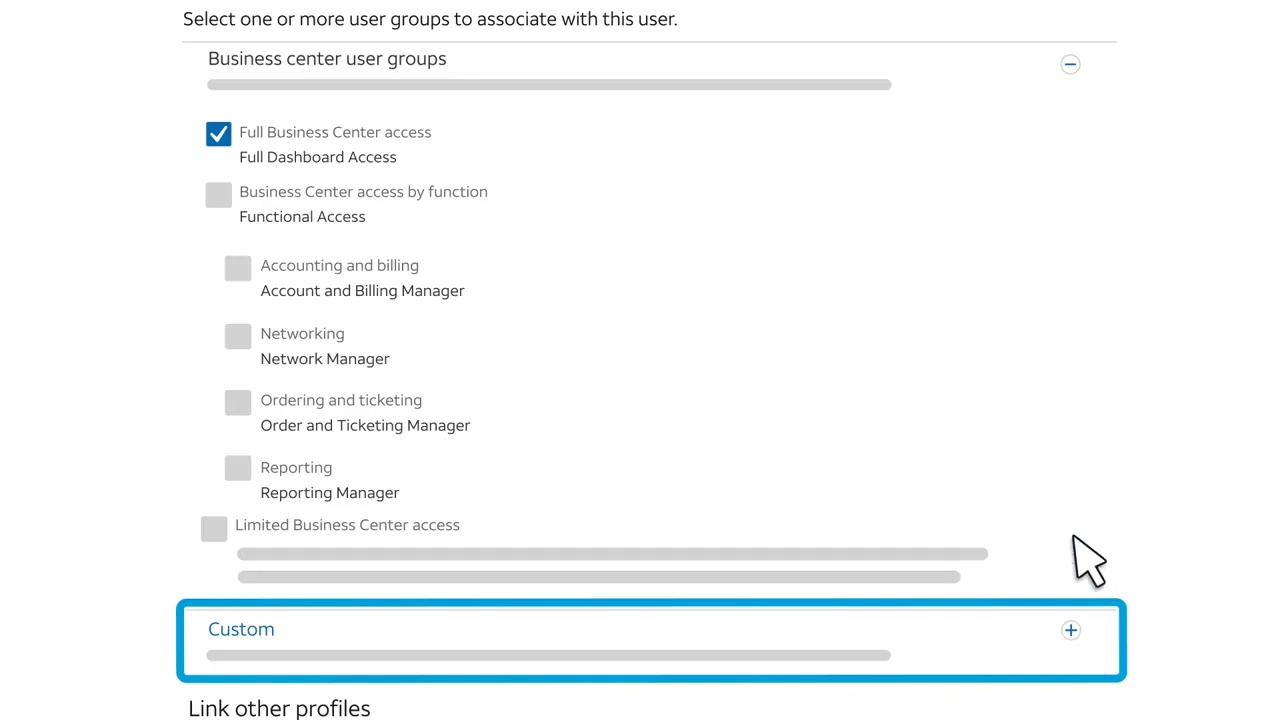 Select one or more user groups to associate with this user.
Business center user groups
Full Business Center access
Full Dashboard Access
Business Center access by function
Functional Access
Accounting and billing
Account and Billing Manager
Networking
Network Manager
Ordering and ticketing
Order and Ticketing Manager
Reporting
Reporting Manager
Limited Business Center access
Custom
Link other profiles